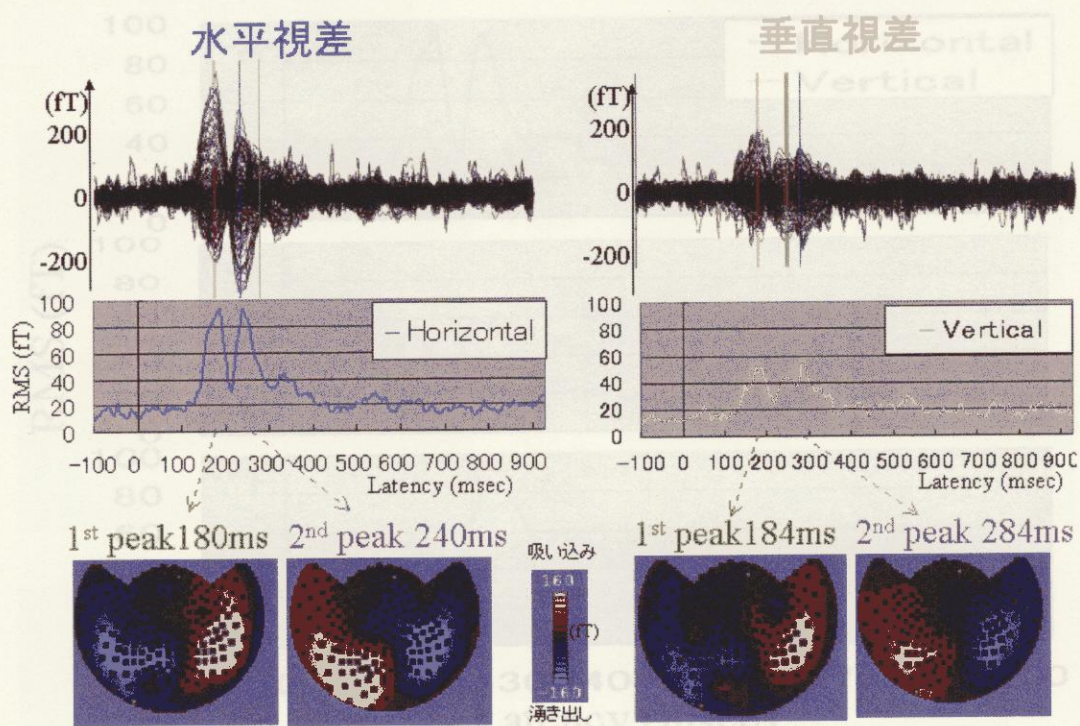 水平視差
垂直視差
(fT)
200
0
-200
(fT)
200
0
-200
RMS (fT)
100
80
60
40
20
0
Horizontal
100
80
60
40
20
0
Vertical
-100 0 100 200 300 400 500 600 700 800 900
Latency (msec)
-100 0 100 200 300 400 500 600 700 800 900
Latency (msec)
1st peak180ms
2nd peak 240ms
吸い込み
160
(fT)
-160
湧き出し
1st peak184ms
2nd peak 284ms